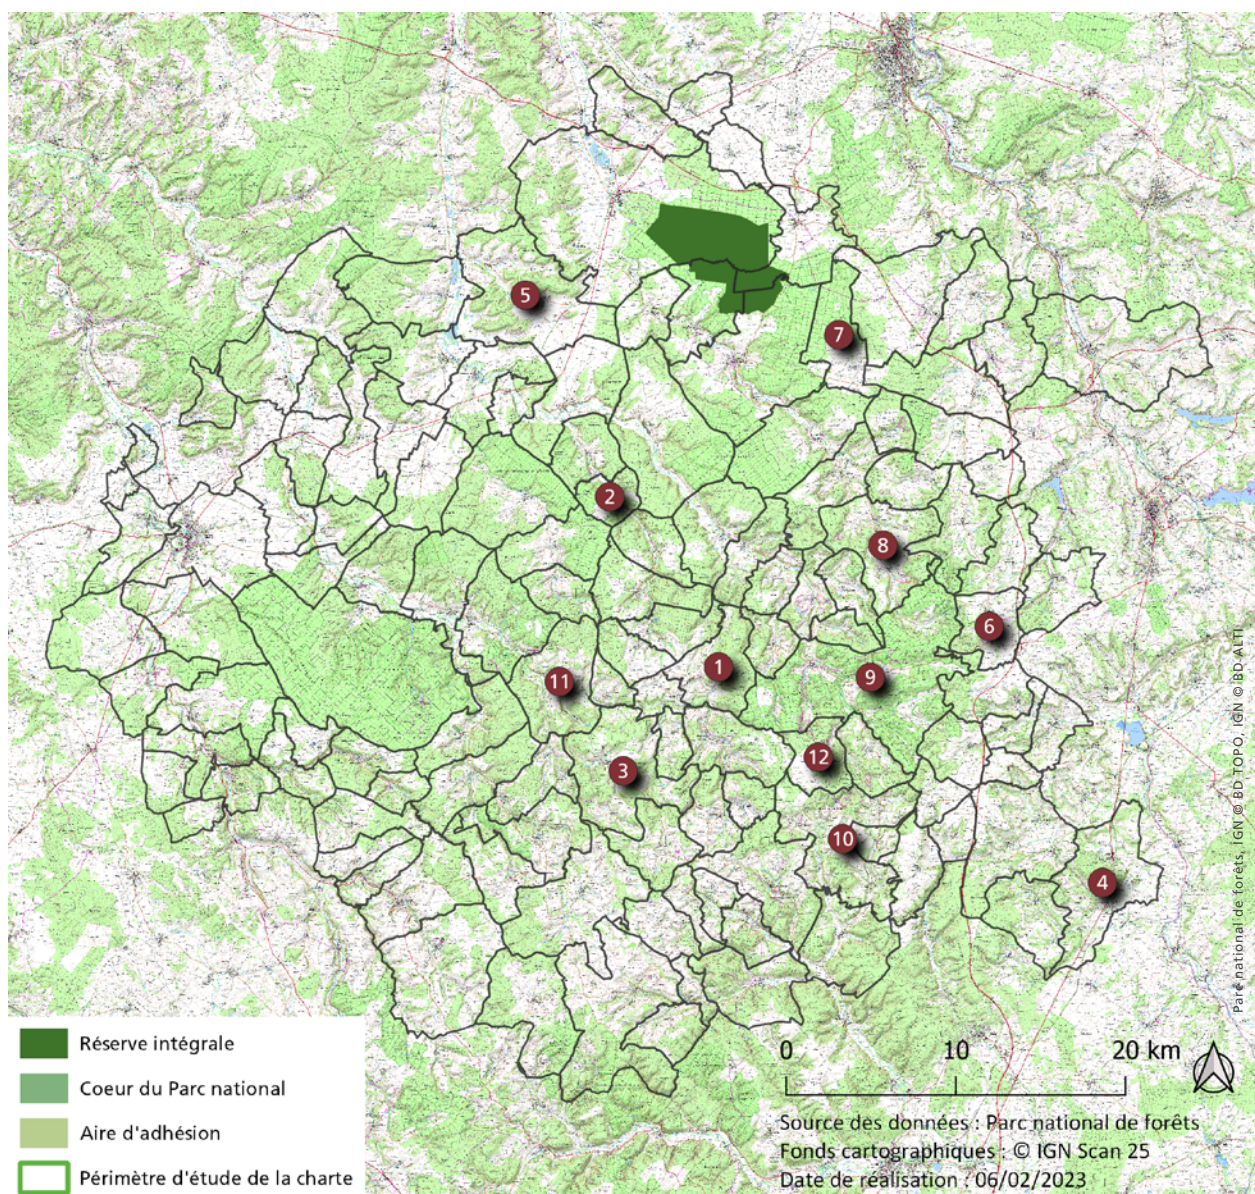 5
7
2
8
6
1
9
11
12
3
10
4
Parc national de forêts, IGN © BD TOPO, IGN © BD ALTI
Réserve intégrale
Coeur du Parc national
Aire d'adhésion
Périmètre d'étude de la charte
0 10 20 km
Source des données : Parc national de forêts
Fonds cartographiques : © IGN Scan 25
Date de réalisation : 06/02/2023